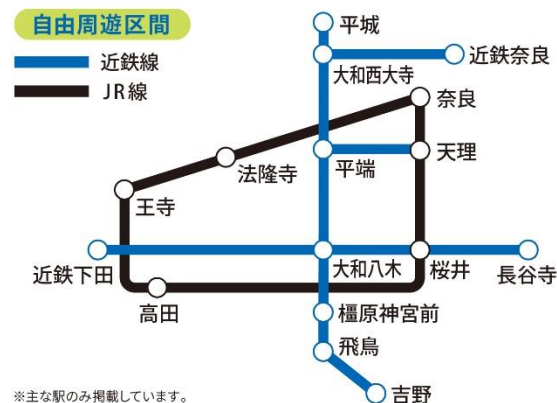 自由周遊区間
近鉄線
JR線
平城
大和西大寺
近鉄奈良
奈良
法隆寺
平端
天理
王寺
近鉄下田
大和八木
桜井
長谷寺
高田
橿原神宮前
飛鳥
吉野
※主な駅のみ掲載しています。